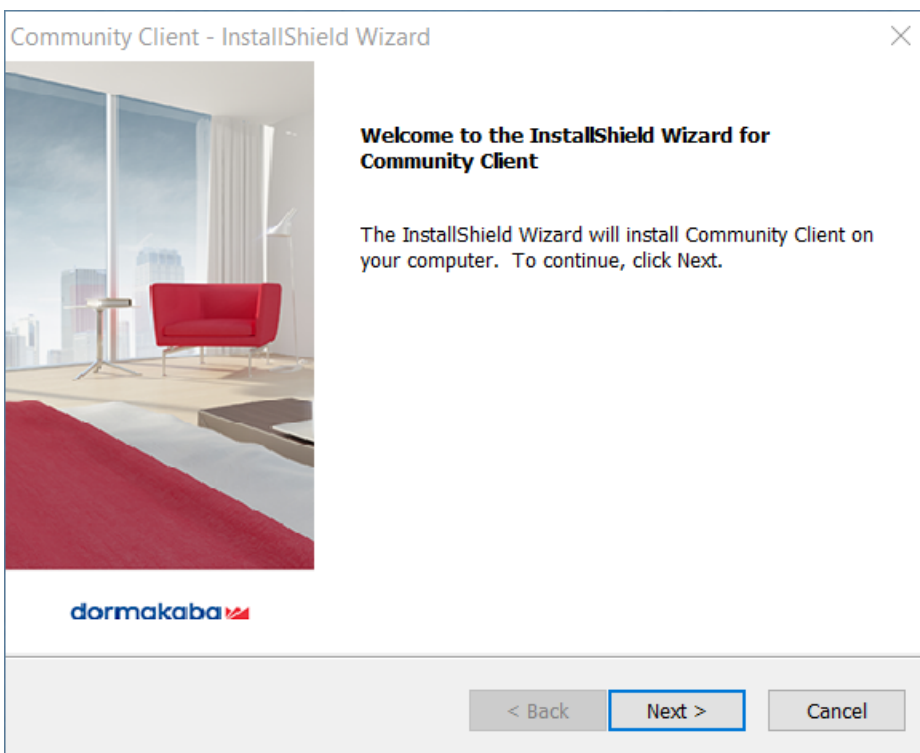 Community Client - InstallShield Wizard
Welcome to the InstallShield Wizard for
Community Client
The InstallShield Wizard will install Community Client on
your computer. To continue, click Next.
dormakaba
< Back
Next >
Cancel